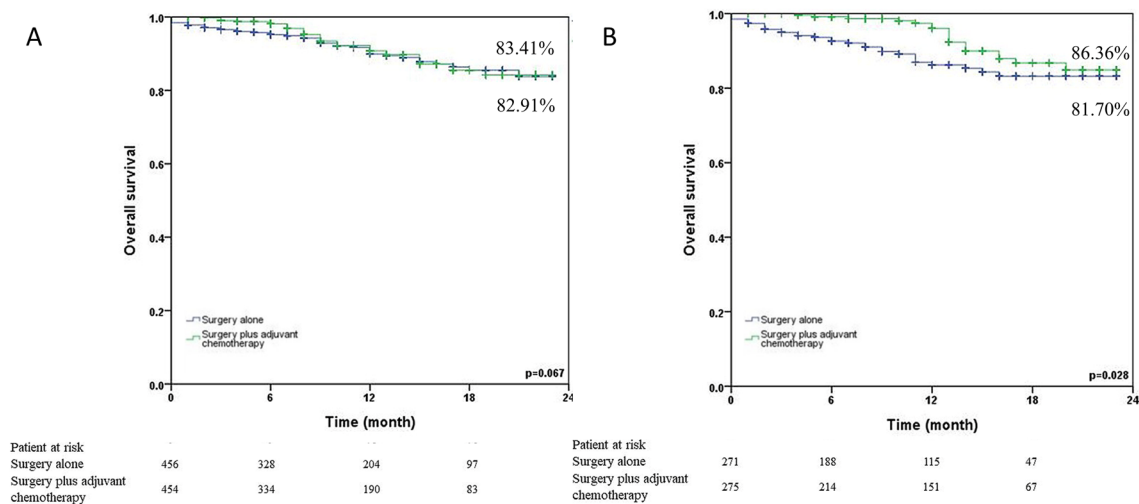 A
Overall survival
1.0
0.8
0.6
0.4
0.2
0.0
83.41%
82.91%
Surgery alone
Surgery plus adjuvant
chemotherapy
p=0.067
0 6 12 18 24
Time (month)
Patient at risk
Surgery alone 456 328 204 97
Surgery plus adjuvant
chemotherapy 454 334 190 83
B
Overall survival
1.0
0.8
0.6
0.4
0.2
0.0
86.36%
81.70%
Surgery alone
Surgery plus adjuvant
chemotherapy
p=0.028
0 6 12 18 24
Time (month)
Patient at risk
Surgery alone 271 188 115 47
Surgery plus adjuvant
chemotherapy 275 214 151 67